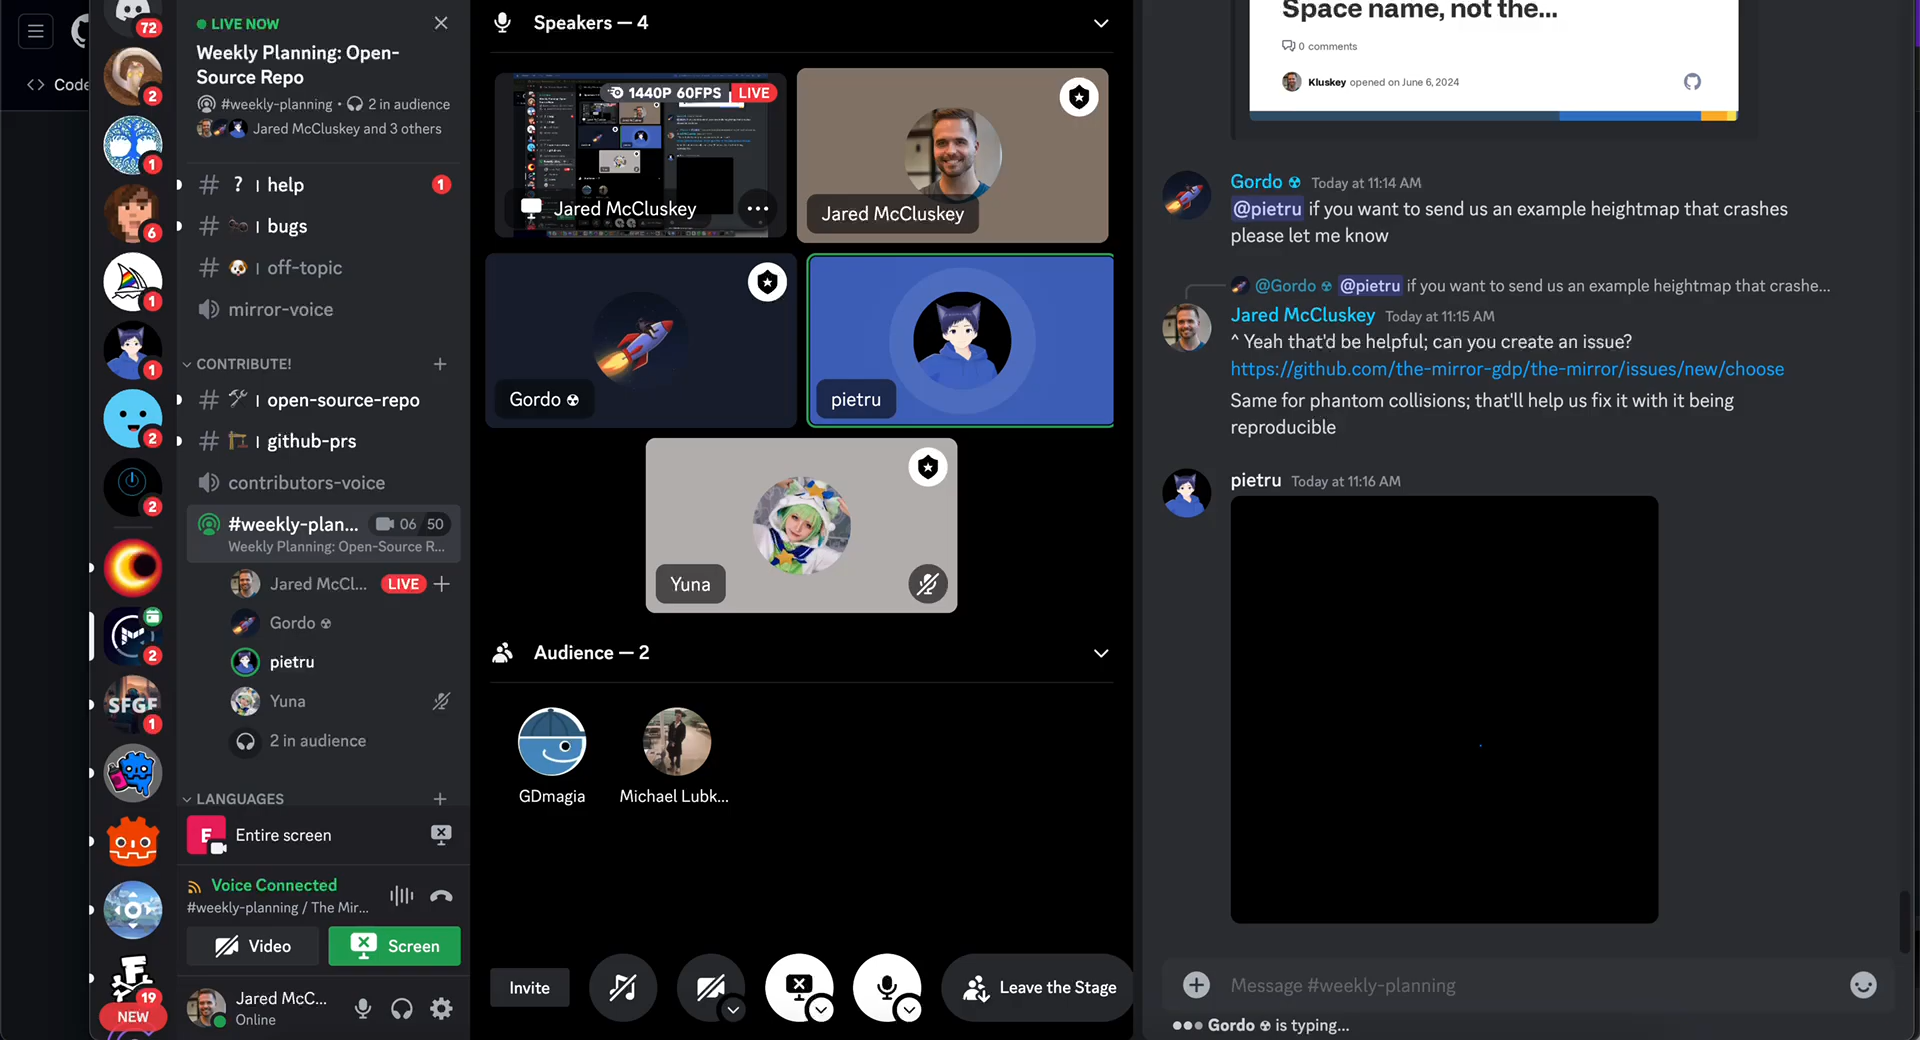 Code
72
2
1
6
1
1
2
2
2
SFGF
1
19
NEW
LIVE NOW
Weekly Planning: Open-
Source Repo
#weekly-planning • 2 in audience
Jared McCluskey and 3 others
# ? | help
1
# | bugs
# | off-topic
mirror-voice
CONTRIBUTE!
# | open-source-repo
# | github-prs
contributors-voice
#weekly-plan... 06 50
Weekly Planning: Open-Source R...
Jared McCl... LIVE
Gordo ☢
pietru
Yuna
2 in audience
LANGUAGES
E
Entire screen
Voice Connected
#weekly-planning / The Mir...
Video
Screen
Jared McC...
Online
Speakers — 4
1440P 60FPS LIVE
Jared McCluskey
Jared McCluskey
Gordo ☢
pietru
Yuna
Audience — 2
GDmagia
Michael Lubk...
Invite
Leave the Stage
Space name, not the...
0 comments
Kluskey opened on June 6, 2024
Gordo ☢ Today at 11:14 AM
@pietru if you want to send us an example heightmap that crashes
please let me know
@Gordo ☢ @pietru if you want to send us an example heightmap that crashe...
Jared McCluskey Today at 11:15 AM
^ Yeah that'd be helpful; can you create an issue?
https://github.com/the-mirror-gdp/the-mirror/issues/new/choose
Same for phantom collisions; that'll help us fix it with it being
reproducible
pietru Today at 11:16 AM
Message #weekly-planning
Gordo ☢ is typing...